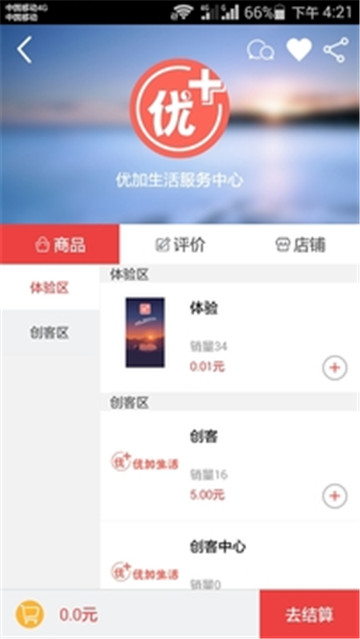 中国移动4G
中国移动
4G
66%
下午 4:21
优+
优加生活服务中心
商品
评价
店铺
体验区
创客区
体验区
体验
销量34
0.01元
创客区
创客
销量16
5.00元
优+ 优加生活
创客中心
销量0
优+ 优加生活
0.0元
去结算